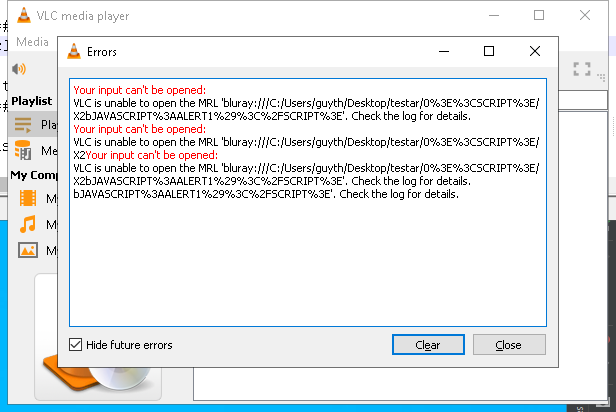 VLC media player
Media
Errors
Your input can't be opened:
VLC is unable to open the MRL 'bluray:///C:/Users/guyth/Desktop/testar/0%3E%3CSCRIPT%3E/
X2bJAVASCRIPT%3AALERT1%29%3C%2FSCRIPT%3E'. Check the log for details.
Your input can't be opened:
VLC is unable to open the MRL 'bluray:///C:/Users/guyth/Desktop/testar/0%3E%3CSCRIPT%3E/
X2Your input can't be opened:
VLC is unable to open the MRL 'bluray:///C:/Users/guyth/Desktop/testar/0%3E%3CSCRIPT%3E/
X2bJAVASCRIPT%3AALERT1%29%3C%2FSCRIPT%3E'. Check the log for details.
bJAVASCRIPT%3AALERT1%29%3C%2FSCRIPT%3E'. Check the log for details.
Playlist
Pla
Me
My Comp
My
My
My
Hide future errors
Clear
Close